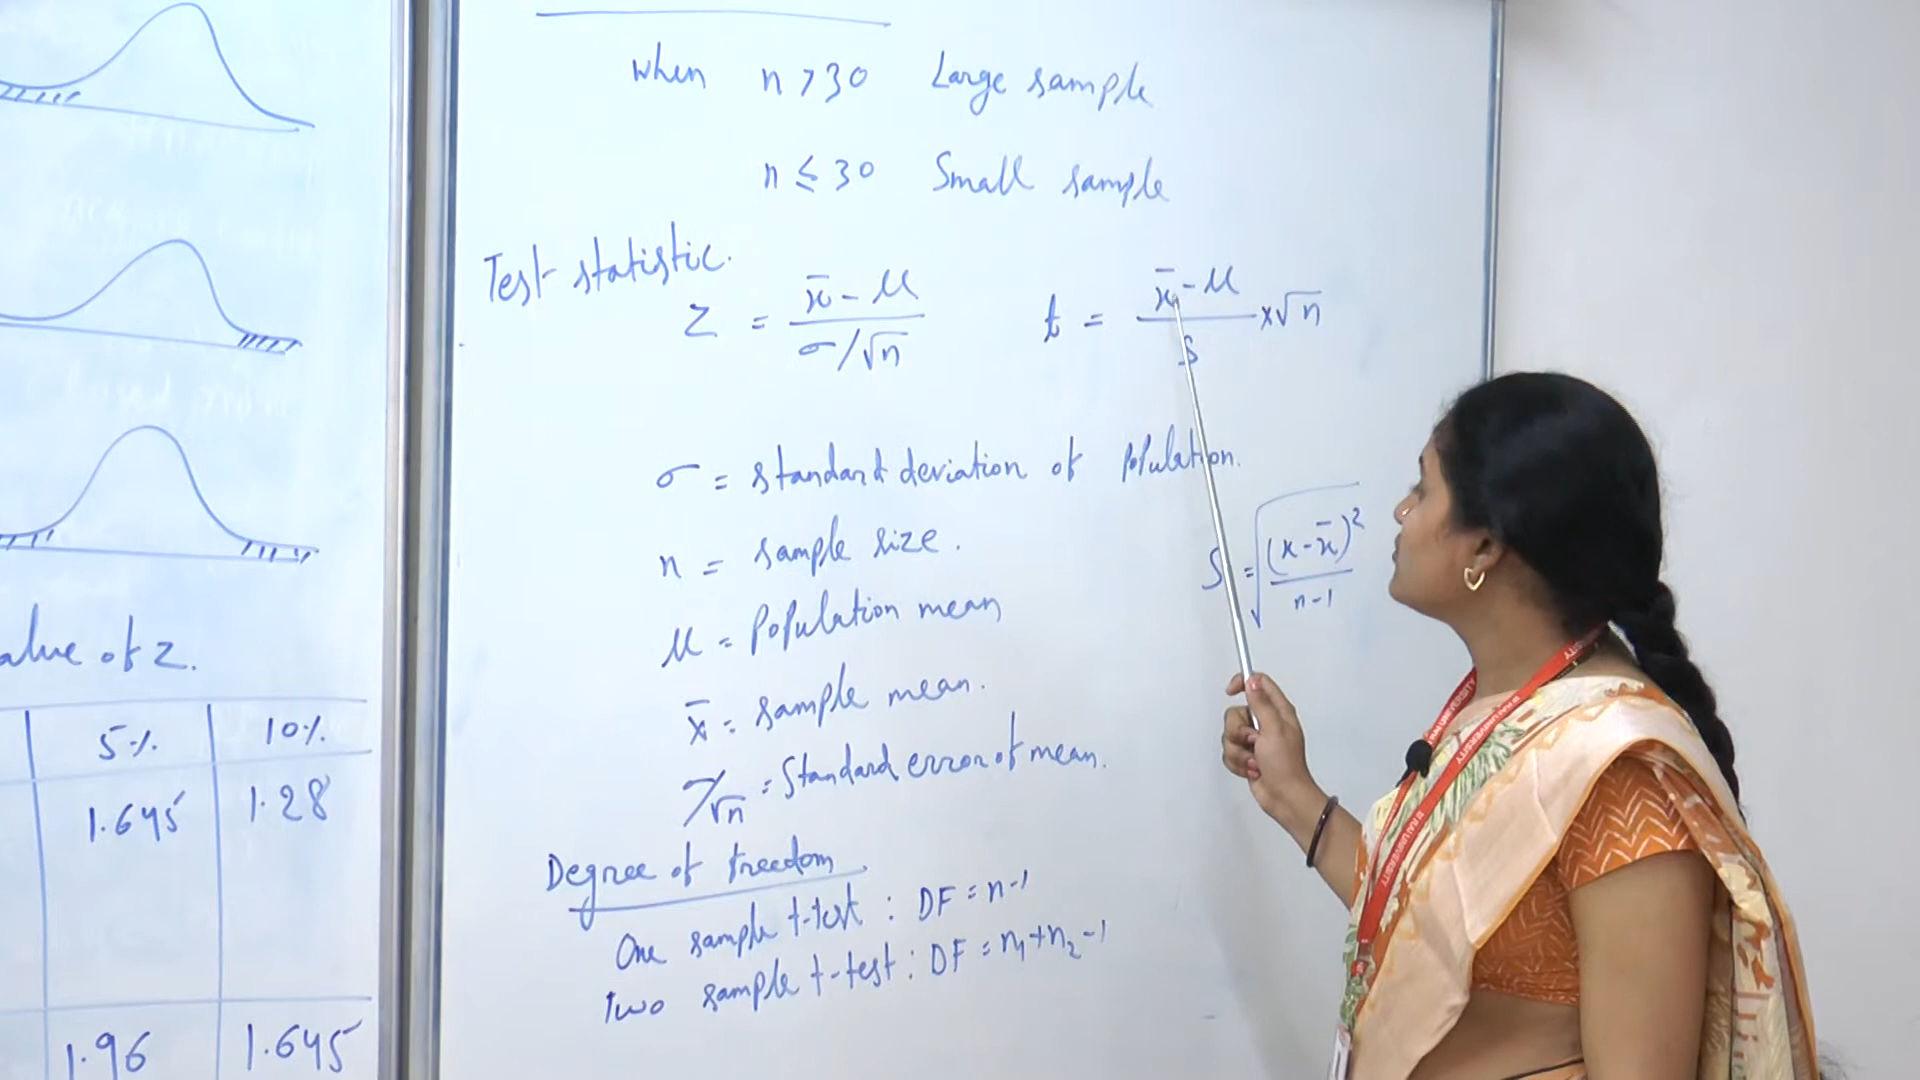 when n > 30 Large sample
n ≤ 30 Small sample
Test statistic.
Z = x̄ - μ / σ/√n
t = x̄ - μ / s × √n
σ = standard deviation of population.
n = sample size.
μ = population mean
x̄ = sample mean.
σ/√n = Standard error of mean.
S = √(x - x̄)² / n-1
Degree of freedom
One sample t-test : DF = n-1
Two sample t-test : DF = n₁+n₂-1
of z.
5% 10%
1.645 1.28
1.96 1.645
RAI UNIVERSITY